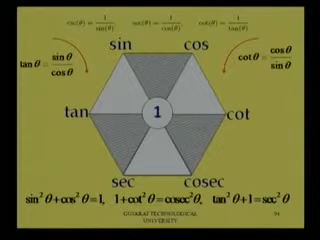 csc(θ) = 1/sin(θ) sec(θ) = 1/cos(θ), cot(θ) = 1/tan(θ)
sin cos
tan θ = sin θ/cos θ
cot θ = cos θ/sin θ
tan 1 cot
sec cosec
sin² θ + cos² θ = 1, 1 + cot² θ = cosec² θ, tan² θ + 1 = sec² θ
GUJARAT TECHNOLOGICAL
UNIVERSITY